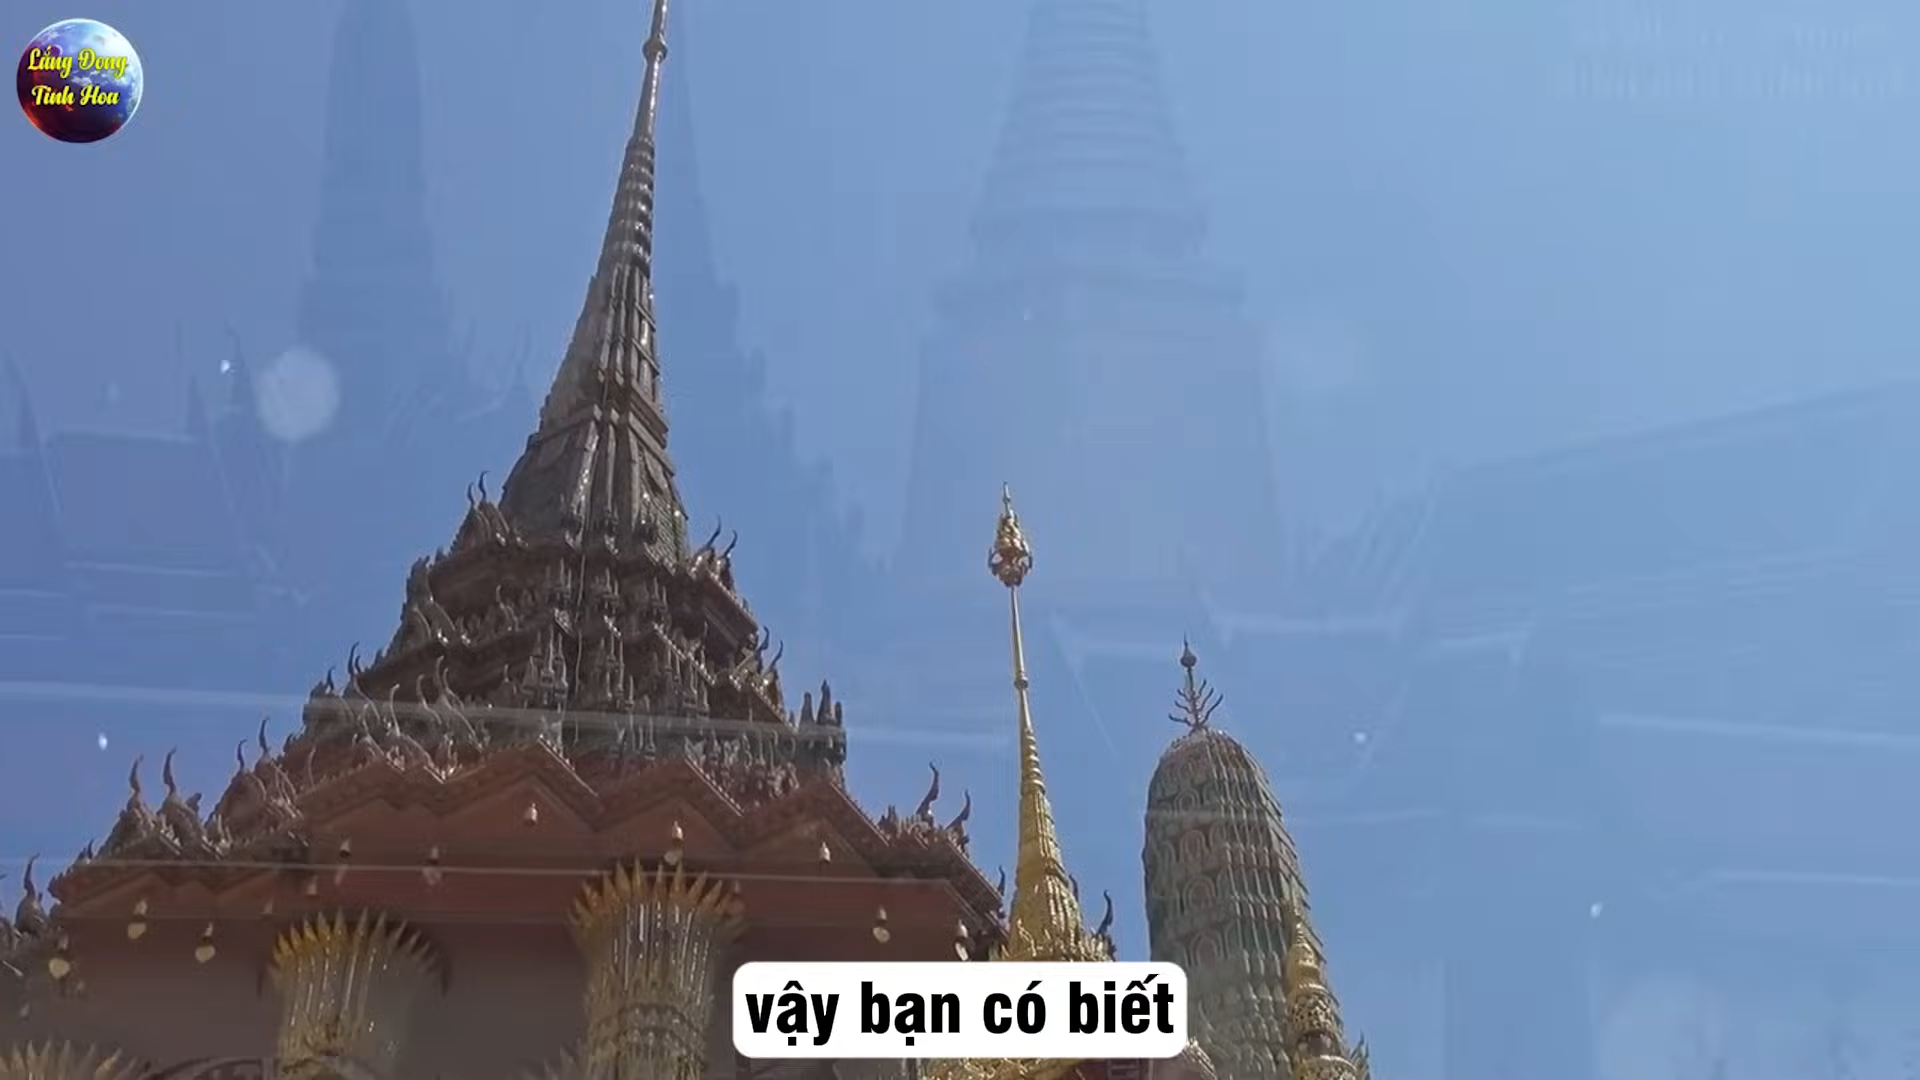 Lắng Đọng
Tinh Hoa
vậy bạn có biết